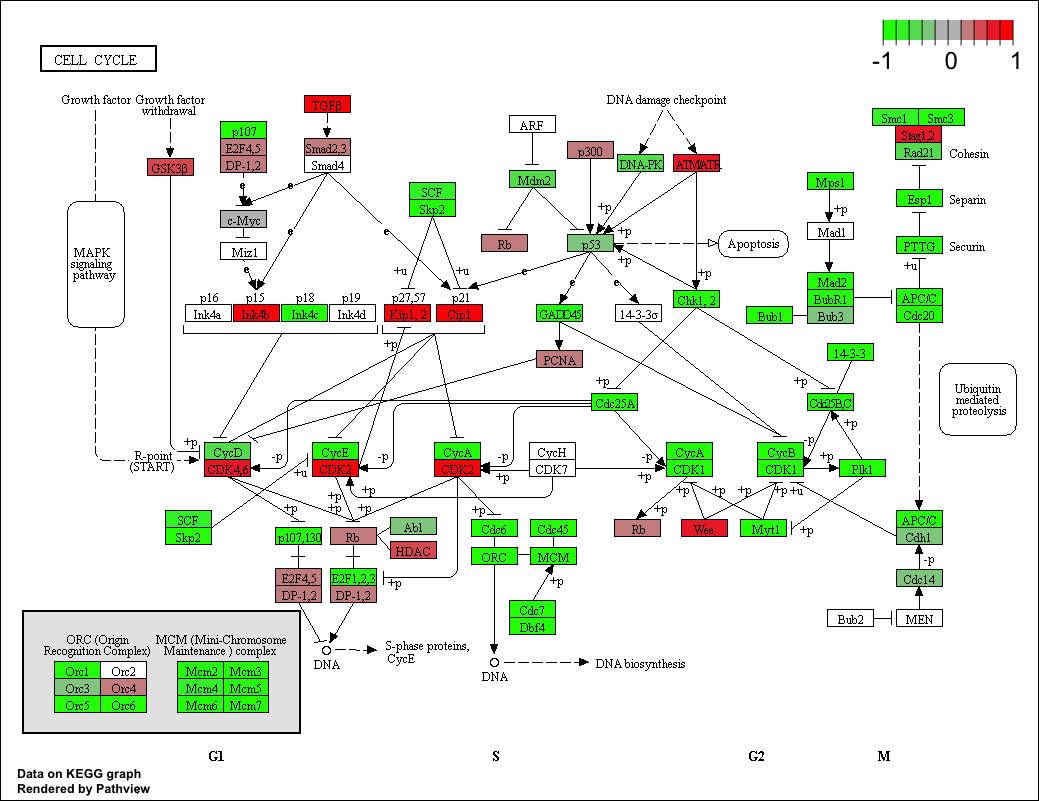 CELL CYCLE
-1 0 1
Growth factor
Growth factor
withdrawal
TGFβ
DNA damage checkpoint
p107
E2F4,5
DP-1,2
Smad2,3
Smad4
ARF
p300
DNA-PK
ATM/ATR
Smc1
Smc3
Stag1,2
Rad21
Cohesin
GSK3β
e
e
SCF
Skp2
Mdm2
+p
Mps1
+p
Esp1
Separin
c-Myc
Miz1
e
e
Rb
p53
+p
+p
Apoptosis
Mad1
PTTG
Securin
MAPK
signaling
pathway
+u
+u
e
e
e
+p
Mad2
BubR1
Bub3
Bub1
+u
APC/C
Cdc20
p16
Ink4a
p15
Ink4b
p18
Ink4c
p19
Ink4d
p27,57
Kip1, 2
p21
Cip1
GADD45
14-3-3σ
Chk1, 2
+p
PCNA
14-3-3
+p
+p
Cdc25A
Cdc25B,C
+p
Ubiquitin
mediated
proteolysis
R-point
(START)
+p
CycD
CDK4,6
-p
CycE
CDK2
-p
CycA
CDK2
-p
+p
CycH
CDK7
-p
+p
CycA
CDK1
CycB
CDK1
-p
+p
Plk1
+u
+p
+p
+p
+p
+p
+p
+p
+p
+p
+u
SCF
Skp2
p107,130
Rb
Abl
HDAC
Cdc6
Cdc45
ORC
MCM
Rb
Wee
Myt1
+p
APC/C
Cdh1
-p
E2F4,5
DP-1,2
E2F1,2,3
DP-1,2
+p
+p
Cdc7
Dbf4
Cdc14
Bub2
MEN
DNA
S-phase proteins,
CycE
DNA
DNA biosynthesis
ORC (Origin
Recognition Complex)
MCM (Mini-Chromosome
Maintenance ) complex
Orc1
Orc2
Mcm2
Mcm3
Orc3
Orc4
Mcm4
Mcm5
Orc5
Orc6
Mcm6
Mcm7
G1
S
G2
M
Data on KEGG graph
Rendered by Pathview